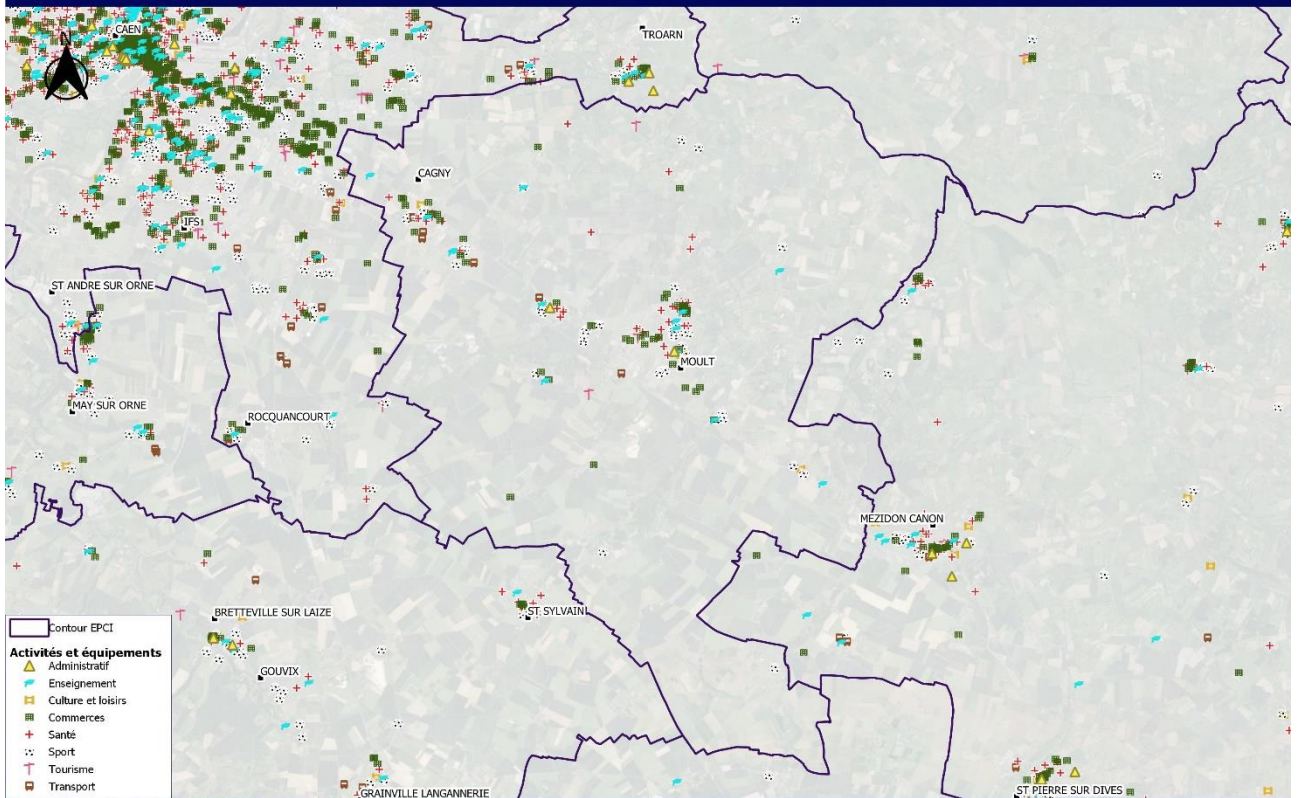 CAEN
TROARN
N
CAGNY
IFS
ST ANDRE SUR ORNE
MOULT
MAY SUR ORNE
ROCQUANCOURT
MEZIDON CANON
BRETTEVILLE SUR LAIZE
ST SYLVAIN
GOUVIX
GRAINVILLE LANGANNERIE
ST PIERRE SUR DIVES
Contour EPCI
Activités et équipements
Administratif
Enseignement
Culture et loisirs
Commerces
Santé
Sport
Tourisme
Transport